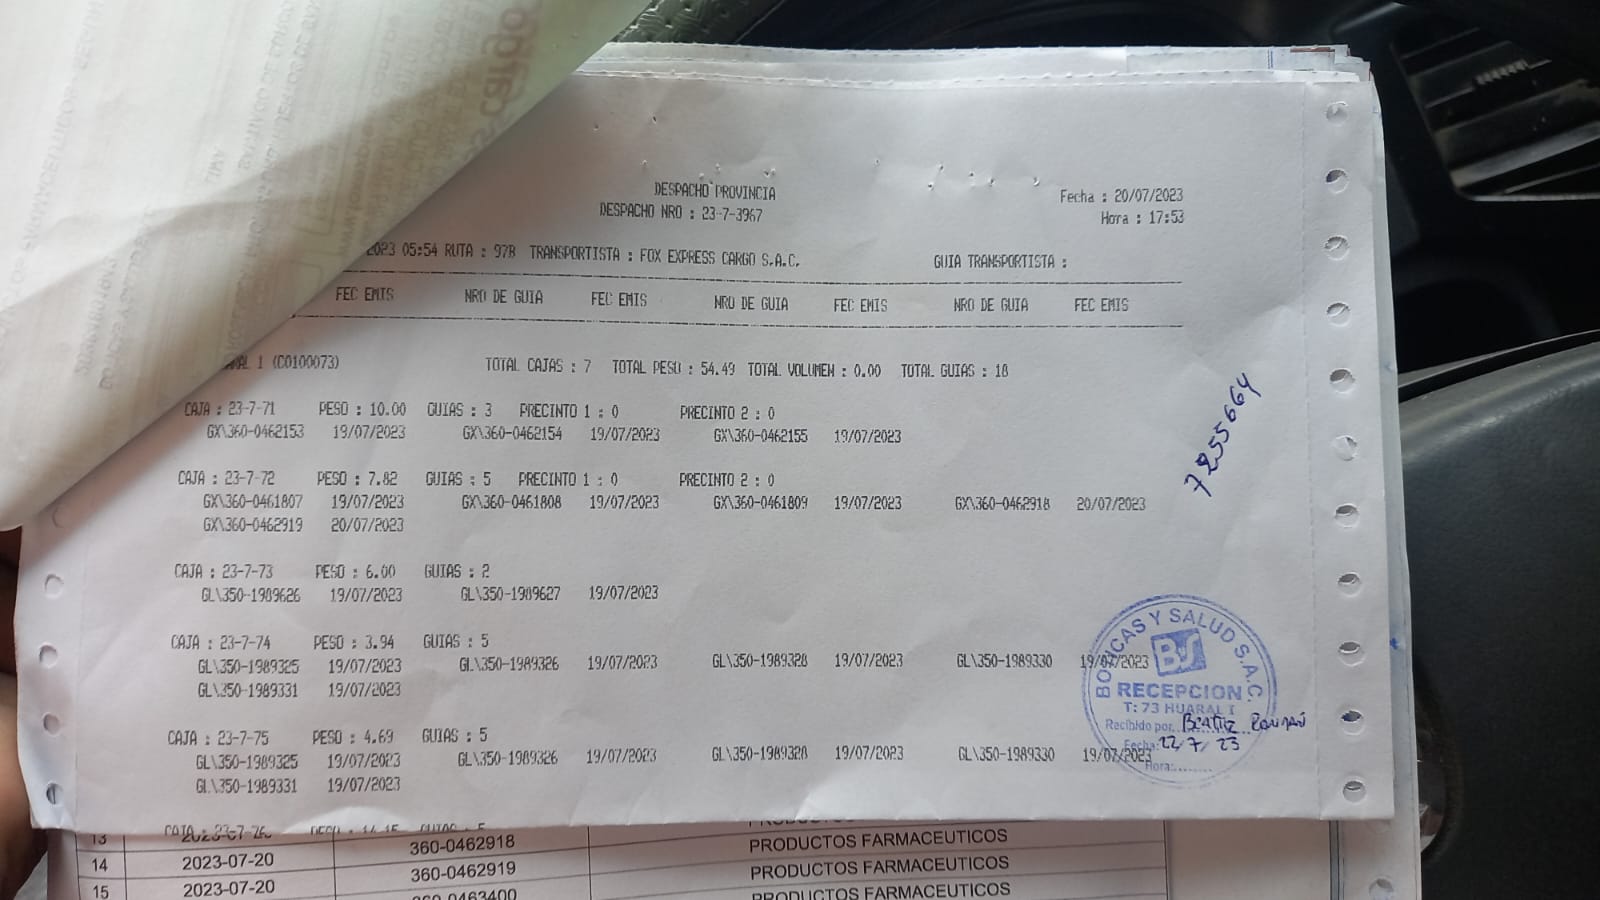 DESPACHO PROVINCIA
Fecha : 20/07/2023
DESPACHO NRO : 23-7-3967
Hora : 17:53
2023 05:54 RUTA : 97B TRANSPORTISTA : FOX EXPRESS CARGO S.A.C. GUIA TRANSPORTISTA :
FEC EMIS NRO DE GUIA FEC EMIS NRO DE GUIA FEC EMIS NRO DE GUIA FEC EMIS
1 (C0100073) TOTAL CAJAS : 7 TOTAL PESO : 54.49 TOTAL VOLUMEN : 0.00 TOTAL GUIAS : 18
CAJA : 23-7-71 PESO : 10.00 GUIAS : 3 PRECINTO 1 : 0 PRECINTO 2 : 0
GX\360-0462153 19/07/2023 GX\360-0462154 19/07/2023 GX\360-0462155 19/07/2023
CAJA : 23-7-72 PESO : 7.82 GUIAS : 5 PRECINTO 1 : 0 PRECINTO 2 : 0
GX\360-0461807 19/07/2023 GX\360-0461808 19/07/2023 GX\360-0461809 19/07/2023 GX\360-0462918 20/07/2023
GX\360-0462919 20/07/2023
CAJA : 23-7-73 PESO : 6.00 GUIAS : 2
GL\350-1989626 19/07/2023 GL\350-1989627 19/07/2023
CAJA : 23-7-74 PESO : 3.94 GUIAS : 5
GL\350-1989325 19/07/2023 GL\350-1989326 19/07/2023 GL\350-1989328 19/07/2023 GL\350-1989330 19/07/2023
GL\350-1989331 19/07/2023
CAJA : 23-7-75 PESO : 4.69 GUIAS : 5
GL\350-1989325 19/07/2023 GL\350-1989326 19/07/2023 GL\350-1989328 19/07/2023 GL\350-1989330 19/07/2023
GL\350-1989331 19/07/2023
72555664
BOTICAS Y SALUD S.A.C.
BS
RECEPCION
T: 73 HUARAL I
Recibido por: Beatriz
Fecha: 22/7/23
Hora:........
CAJA : 23-7-76
13
14 2023-07-20 360-0462918 PRODUCTOS FARMACEUTICOS
15 2023-07-20 360-0462919 PRODUCTOS FARMACEUTICOS
360-0463400 PRODUCTOS FARMACEUTICOS
cargo